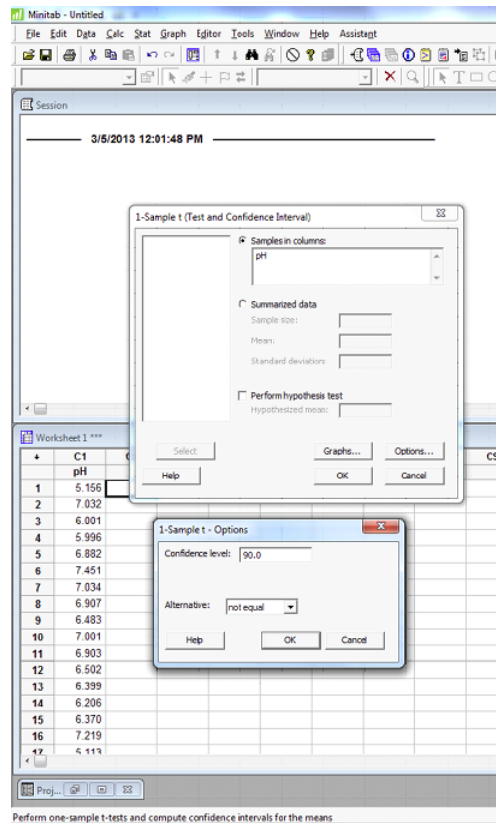 Minitab - Untitled
File Edit Data Calc Stat Graph Editor Tools Window Help Assistant
Session
3/5/2013 12:01:48 PM
1-Sample t (Test and Confidence Interval)
Samples in columns:
pH
Summarized data
Sample size:
Mean:
Standard deviation:
Perform hypothesis test
Hypothesized mean:
Select
Graphs...
Options...
Help
OK
Cancel
Worksheet 1 ***
C1
pH
1 5.156
2 7.032
3 6.001
4 5.996
5 6.882
6 7.451
7 7.034
8 6.907
9 6.483
10 7.001
11 6.903
12 6.502
13 6.399
14 6.206
15 6.370
16 7.219
17 5.113
1-Sample t - Options
Confidence level: 90.0
Alternative: not equal
Help
OK
Cancel
Proj...
Perform one-sample t-tests and compute confidence intervals for the means